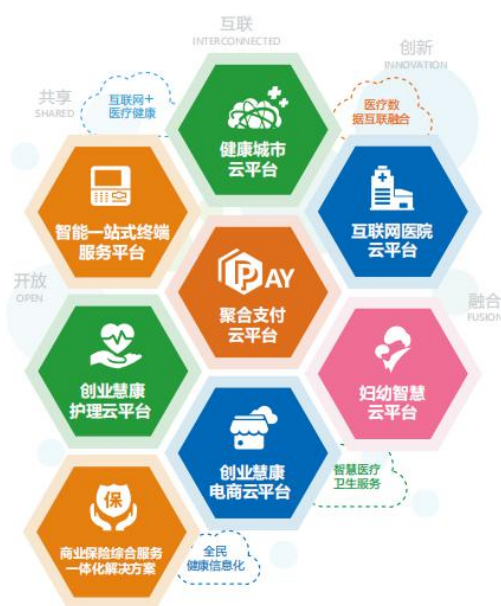 互联
INTERCONNECTED
创新
INNOVATION
共享
SHARED
互联网+
医疗健康
医疗数
据互联融合
健康城市
云平台
智能一站式终端
服务平台
互联网医院
云平台
PAY
聚合支付
云平台
开放
OPEN
融合
FUSION
创业慧康
护理云平台
妇幼智慧
云平台
创业慧康
电商云平台
智慧医疗
卫生服务
保
商业保险综合服务
一体化解决方案
全民
健康信息化